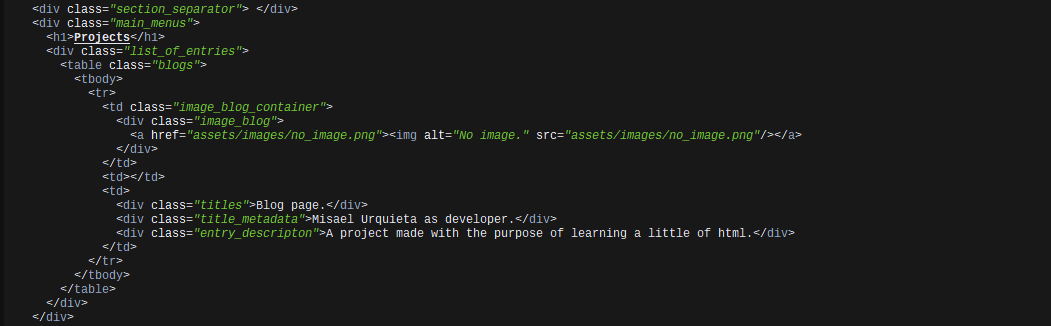 <div class="section_separator"> </div>
<div class="main_menus">
<h1>Projects</h1>
<div class="list_of_entries">
<table class="blogs">
<tbody>
<tr>
<td class="image_blog_container">
<div class="image_blog">
<a href="assets/images/no_image.png"><img alt="No image." src="assets/images/no_image.png"/></a>
</div>
</td>
<td></td>
<td>
<div class="titles">Blog page.</div>
<div class="title_metadata">Misael Urquieta as developer.</div>
<div class="entry_descripton">A project made with the purpose of learning a little of html.</div>
</td>
</tr>
</tbody>
</table>
</div>
</div>